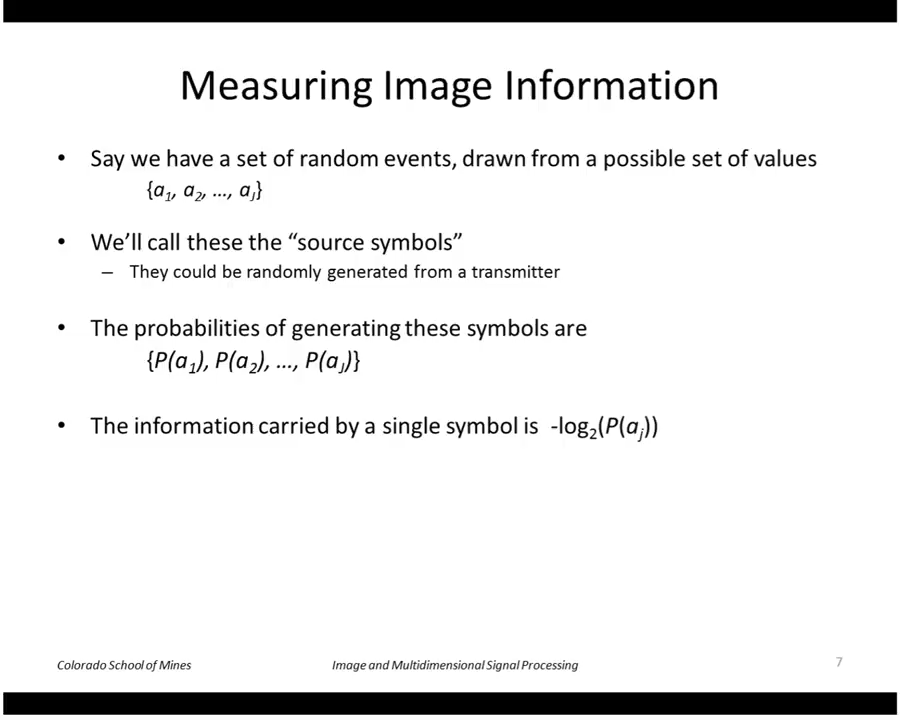 Measuring Image Information
• Say we have a set of random events, drawn from a possible set of values
{a₁, a₂, ..., a_J}
• We'll call these the “source symbols”
– They could be randomly generated from a transmitter
• The probabilities of generating these symbols are
{P(a₁), P(a₂), ..., P(a_J)}
• The information carried by a single symbol is -log₂(P(a_j))
Colorado School of Mines
Image and Multidimensional Signal Processing
7